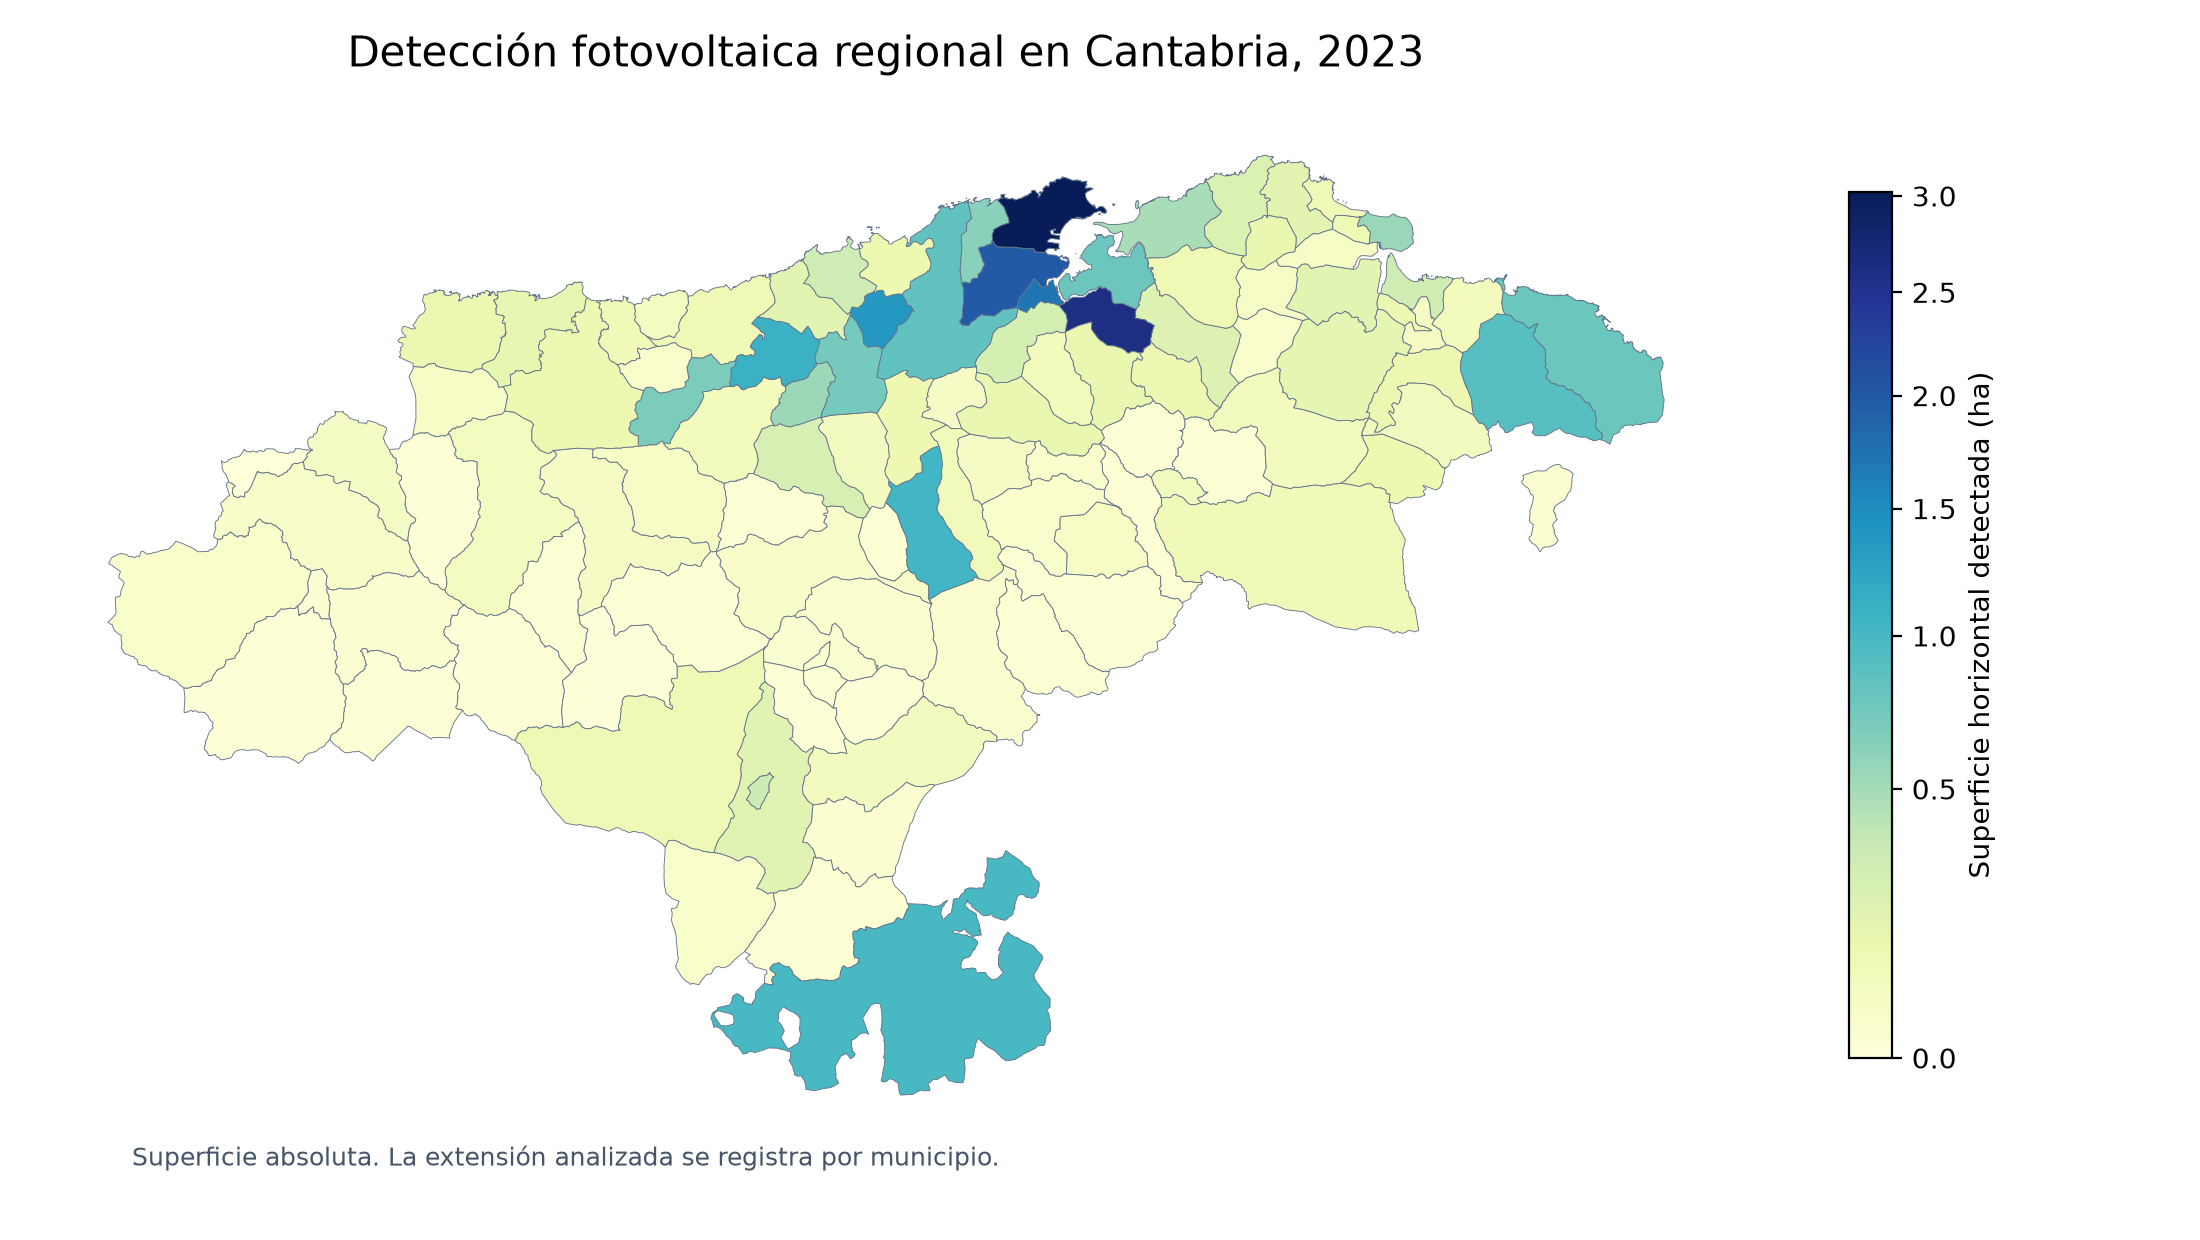 Detección fotovoltaica regional en Cantabria, 2023
3.0
2.5
2.0
1.5
1.0
0.5
0.0
Superficie horizontal detectada (ha)
Superficie absoluta. La extensión analizada se registra por municipio.